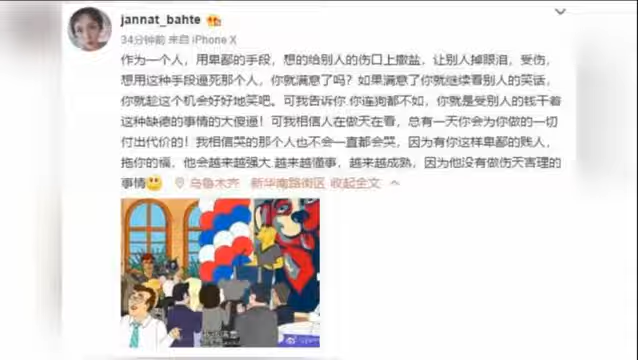 jannat_bahte
34分钟前 来自 iPhone X
作为一个人，用卑鄙的手段，想的给别人的伤口上撒盐，让别人掉眼泪，受伤，
想用这种手段逼死那个人，你就满意了吗？如果满意了你就继续看别人的笑话，
你就趁这个机会好好地笑吧。可我告诉你.你连狗都不如，你就是受别人的钱干着
这种缺德的事情的大傻逼！可我相信人在做天在看，总有一天你会为你做的一切
付出代价的！我相信哭的那个人也不会一直都会哭，因为有你这样卑鄙的贱人，
拖你的福，他会越来越强大.越来越懂事，越来越成熟，因为他没有做伤天害理的
事情 乌鲁木齐 新华南路街区 收起全文